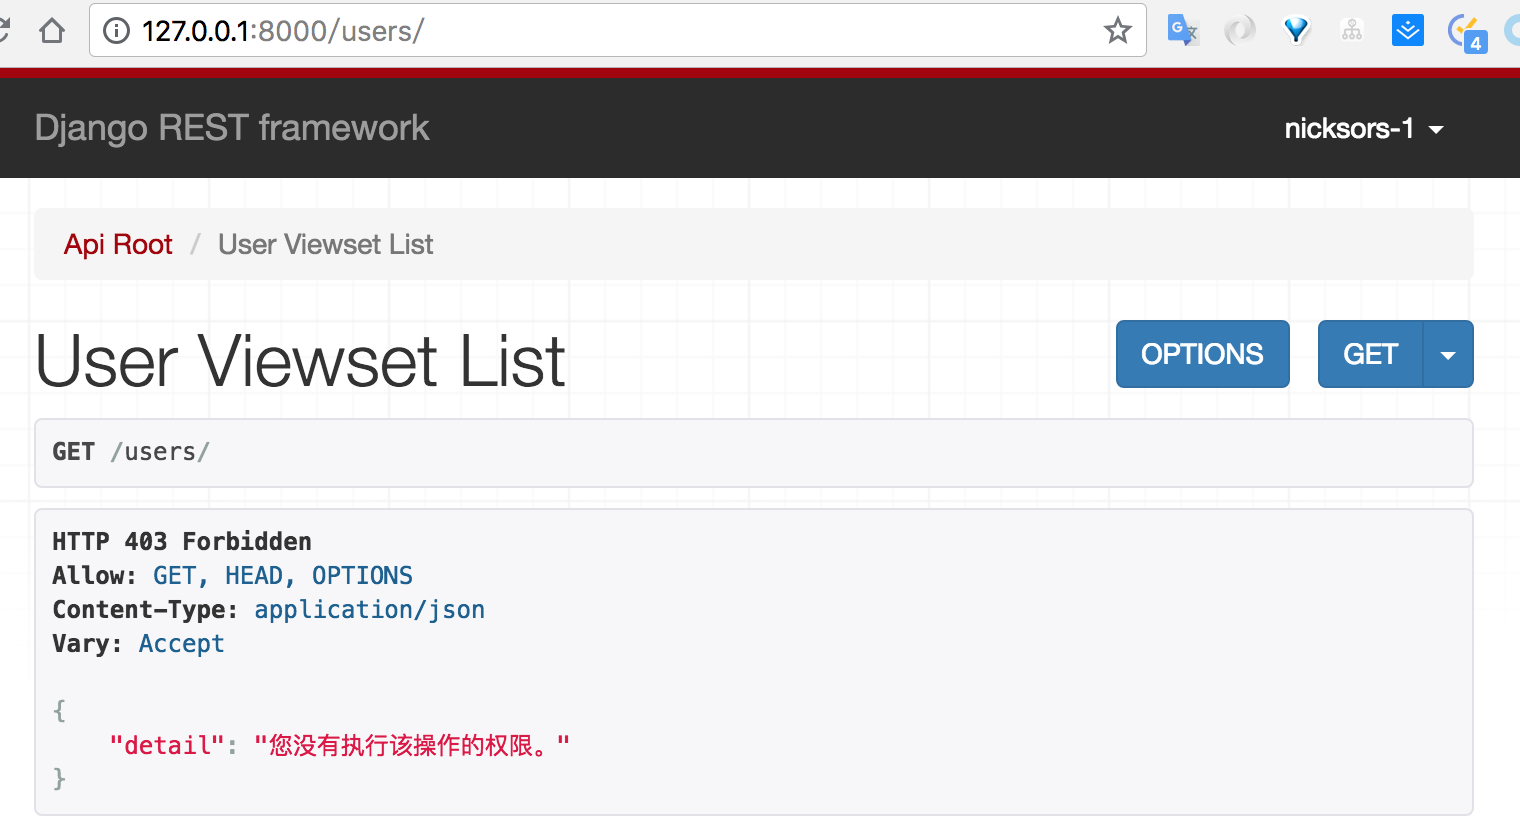 127.0.0.1:8000/users/
4
Django REST framework
nicksors-1
Api Root / User Viewset List
User Viewset List
OPTIONS
GET
GET /users/
HTTP 403 Forbidden
Allow: GET, HEAD, OPTIONS
Content-Type: application/json
Vary: Accept
{
"detail": "您没有执行该操作的权限。"
}